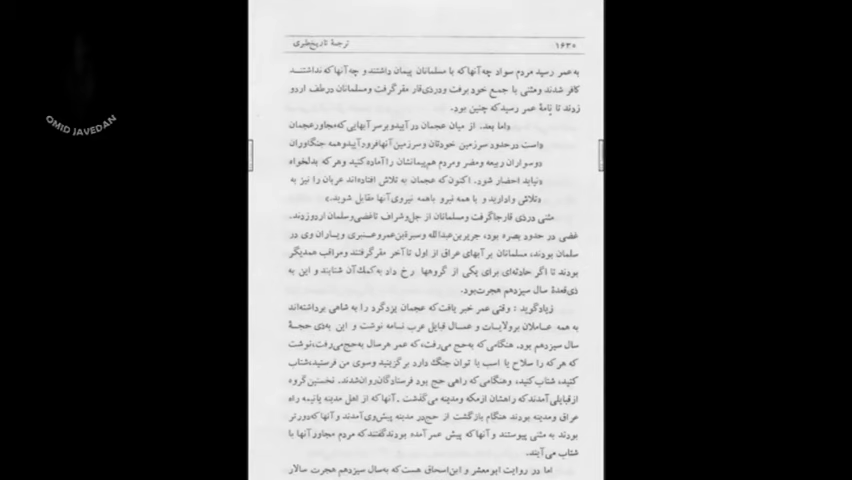 OMID JAVEDAN
۱۶۳۸
ترجمهٔ تاریخ‌طبری
به عمر رسید مردم سواد چه آنها که با مسلمانان پیمان داشتند و چه آنها که نداشتند
کافر شدند و مثنی با جمع خود برفت و در ذی‌قار مقر گرفت و مسلمانان در طف اردو
زدند تا نامهٔ عمر رسید که چنین بود.
«اما بعد. از میان عجمان در آیید و بر سر آبهایی که مجاور عجمان
«است در حدود سرزمین خودتان و سرزمین آنها فرود آیید و همه جنگاوران
«و سواران ربیعه و مضر و مردم هم‌پیمانشان را آماده کنید و هر که بدلخواه
«نیاید احضار شود. اکنون که عجمان به تلاش افتاده‌اند عربان را نیز به
«تلاش وادارید و با همه نیرو با همه نیروی آنها مقابل شوید.»
مثنی در ذی قار جا گرفت و مسلمانان از جل و شراف تا غضی و سلمان اردو زدند.
غضی در حدود بصره بود، جریر بن عبدالله و سبرة بن عمرو عنبری و یاران وی در
سلمان بودند، مسلمانان بر آبهای عراق از اول تا آخر مقر گرفتند و مراقب همدیگر
بودند تا اگر حادثه‌ای برای یکی از گروهها رخ داد به کمك آن شتابند و این به
ذی‌قعدهٔ سال سیزدهم هجرت بود.
زیاد گوید: وقتی عمر خبر یافت که عجمان یزدگرد را به شاهی برداشته‌اند
به همه عاملان بر ولایات و عمال قبایل عرب نامه نوشت و این به ذی حجهٔ
سال سیزدهم بود. هنگامی که به حج می‌رفت، که عمر هر سال به حج می‌رفت، نوشت
که هر که را سلاح یا اسب یا توان جنگ دارد برگزینید و سوی من فرستید، شتاب
کنید، شتاب کنید، و هنگامی که راهی حج بود فرستادگان روان شدند. نخستین گروه
از قبایلی آمدند که راهشان از مکه و مدینه می‌گذشت. آنها که از اهل مدینه یا نیمه راه
عراق و مدینه بودند هنگام بازگشت از حج در مدینه پیش وی آمدند و آنها که دورتر
بودند به مثنی پیوستند و آنها که پیش عمر آمده بودند گفتند که مردم مجاور آنها با
شتاب می‌آیند.
اما در روایت ابو معشر و ابن‌اسحاق هست که به سال سیزدهم هجرت سالار